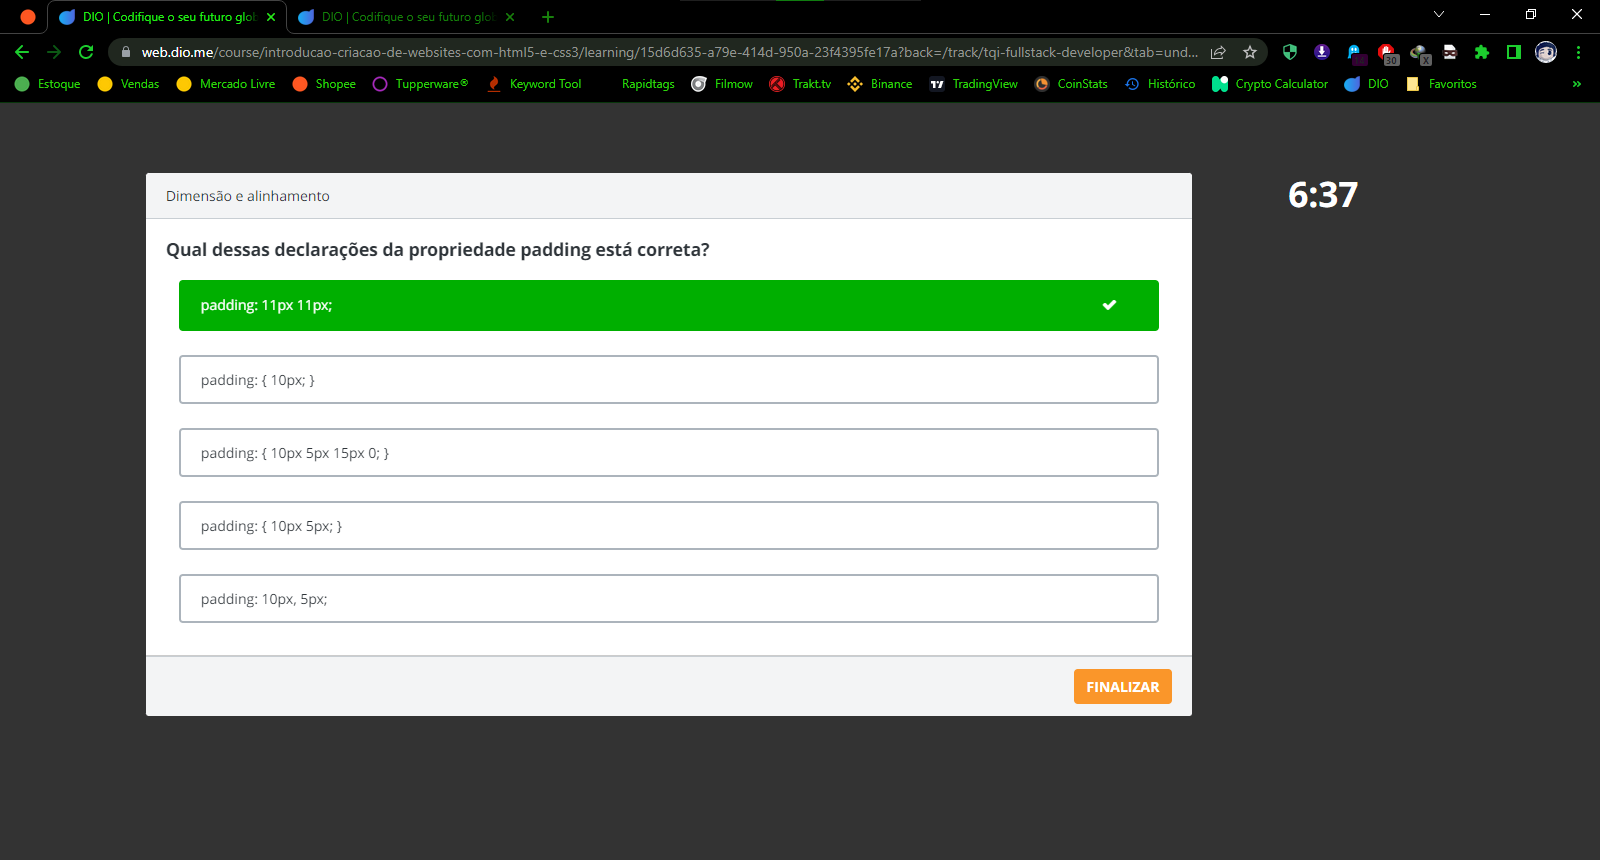 DIO | Codifique o seu futuro glob
DIO | Codifique o seu futuro glob
web.dio.me/course/introducao-criacao-de-websites-com-html5-e-css3/learning/15d6d635-a79e-414d-950a-23f4395fe17a?back=/track/tqi-fullstack-developer&tab=und...
30
X
Estoque
Vendas
Mercado Livre
Shopee
Tupperware®
Keyword Tool
Rapidtags
Filmow
Trakt.tv
Binance
TradingView
CoinStats
Histórico
Crypto Calculator
DIO
Favoritos
»
Dimensão e alinhamento
6:37
Qual dessas declarações da propriedade padding está correta?
padding: 11px 11px;
padding: { 10px; }
padding: { 10px 5px 15px 0; }
padding: { 10px 5px; }
padding: 10px, 5px;
FINALIZAR